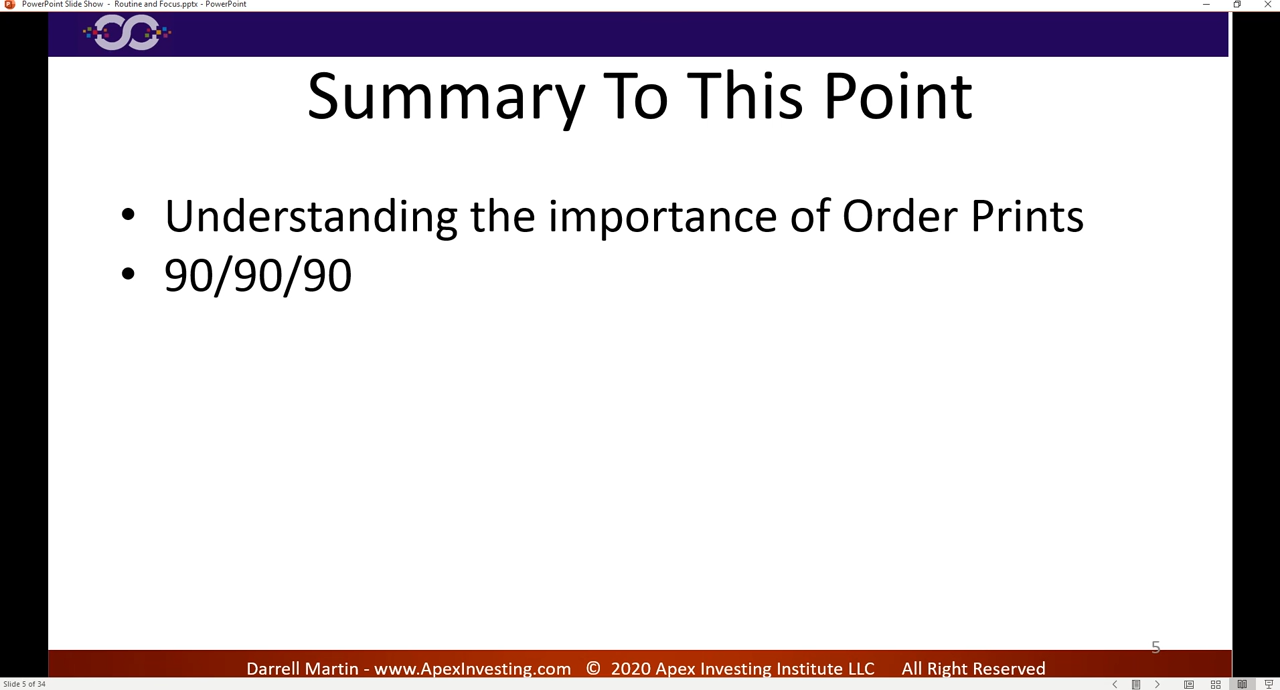 PowerPoint Slide Show - Routine and Focus.pptx - PowerPoint
Summary To This Point
• Understanding the importance of Order Prints
• 90/90/90
5
Darrell Martin - www.ApexInvesting.com © 2020 Apex Investing Institute LLC All Right Reserved
Slide 5 of 34